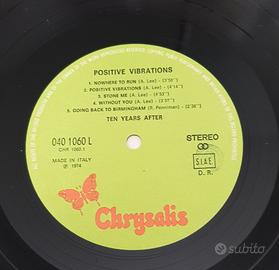 POSITIVE VIBRATIONS
1. NOWHERE TO RUN (A. Lee) - (3'58")
2. POSITIVE VIBRATIONS (A. Lee) - (4'14")
3. STONE ME (A. Lee) - (4'53")
4. WITHOUT YOU (A. Lee) - (3'57")
5. GOING BACK TO BIRMINGHAM (R. Penniman) - (2'36")
TEN YEARS AFTER
040 1060 L
CHR 1060.1
MADE IN ITALY
℗ 1974
STEREO
S.I.A.E.
D. R.
Chrysalis
subito